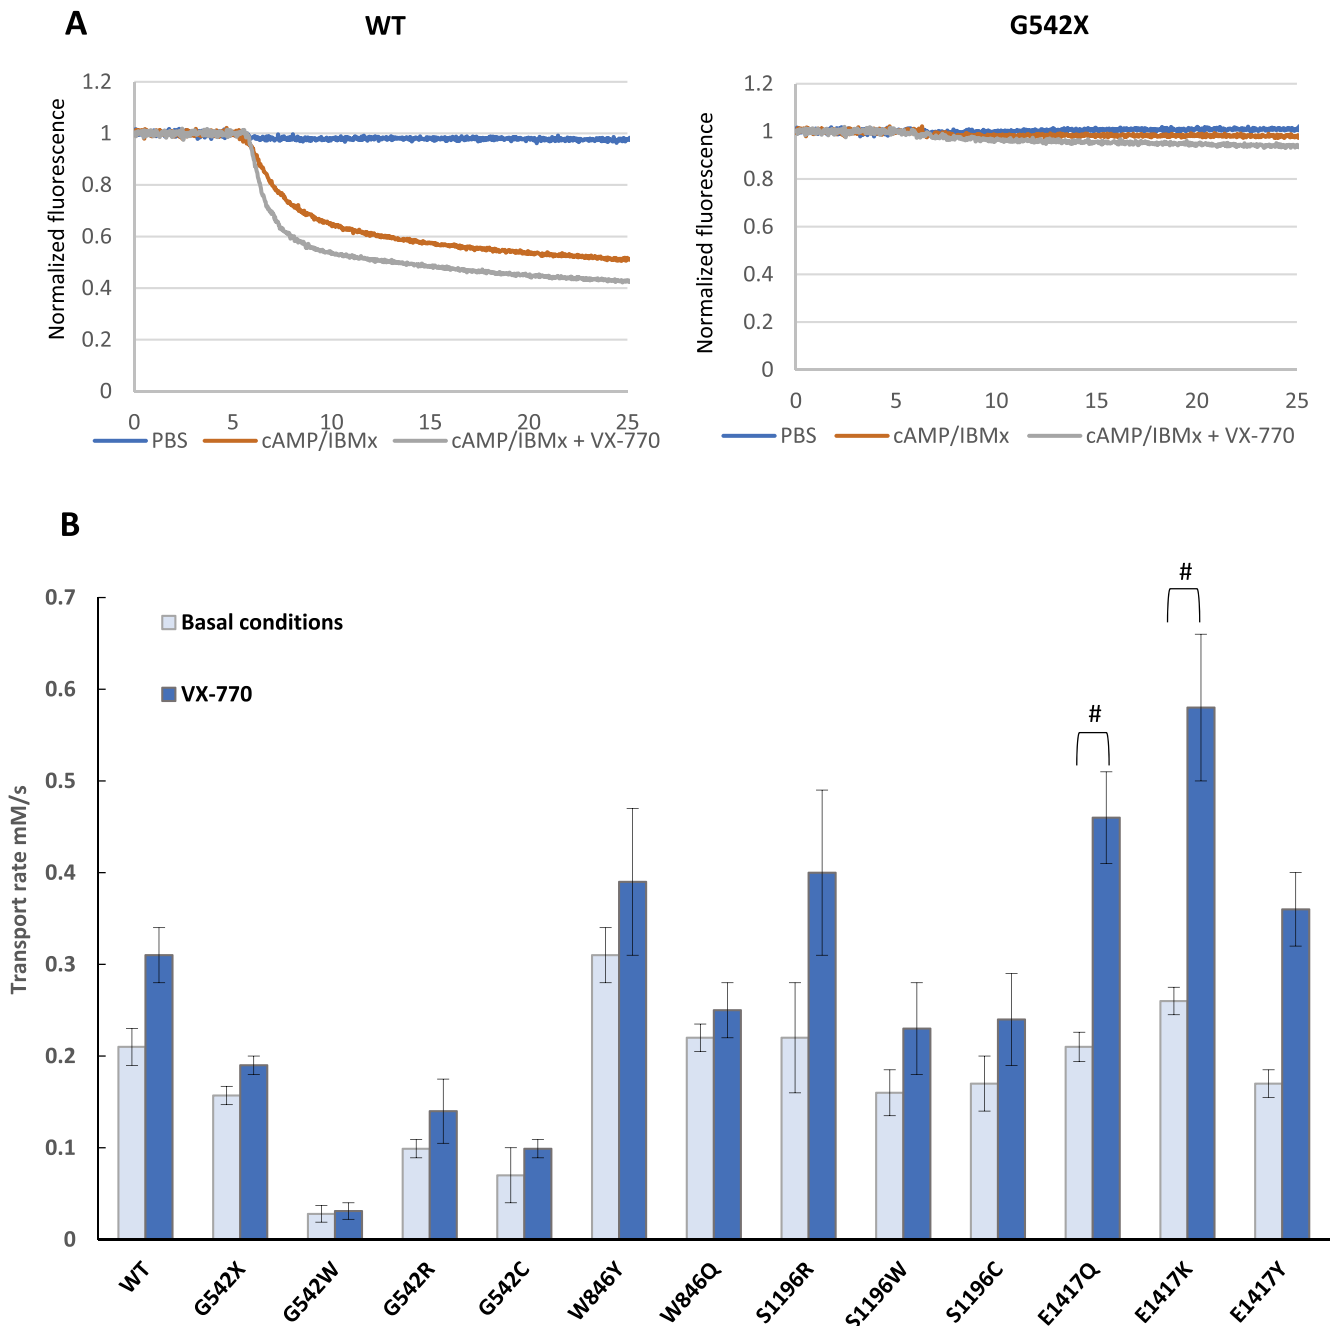 A
WT
G542X
Normalized fluorescence
1.2
1
0.8
0.6
0.4
0.2
0
0 5 10 15 20 25
PBS cAMP/IBMx cAMP/IBMx + VX-770
Normalized fluorescence
1.2
1
0.8
0.6
0.4
0.2
0
0 5 10 15 20 25
PBS cAMP/IBMx cAMP/IBMx + VX-770
B
Transport rate mM/s
0.7
0.6
0.5
0.4
0.3
0.2
0.1
0
Basal conditions
VX-770
#
#
WT G542X G542W G542R G542C W846Y W846Q S1196R S1196W S1196C E1417Q E1417K E1417Y